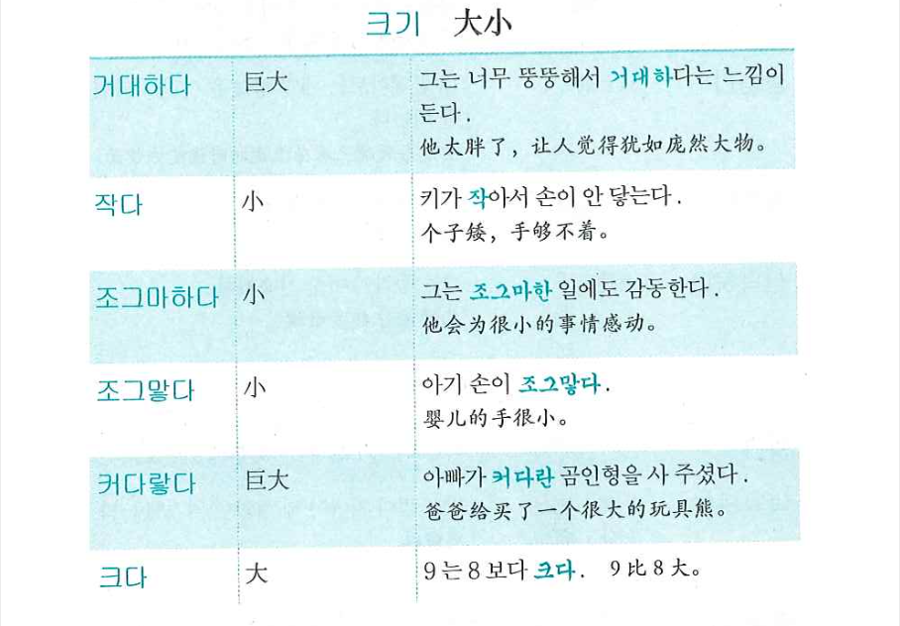 크기 大小
거대하다 巨大 그는 너무 뚱뚱해서 거대하다는 느낌이
든다.
他太胖了，让人觉得犹如庞然大物。
작다 小 키가 작아서 손이 안 닿는다.
个子矮，手够不着。
조그마하다 小 그는 조그마한 일에도 감동한다.
他会为很小的事情感动。
조그맣다 小 아기 손이 조그맣다.
婴儿的手很小。
커다랗다 巨大 아빠가 커다란 곰인형을 사 주셨다.
爸爸给买了一个很大的玩具熊。
크다 大 9는 8보다 크다. 9比8大。